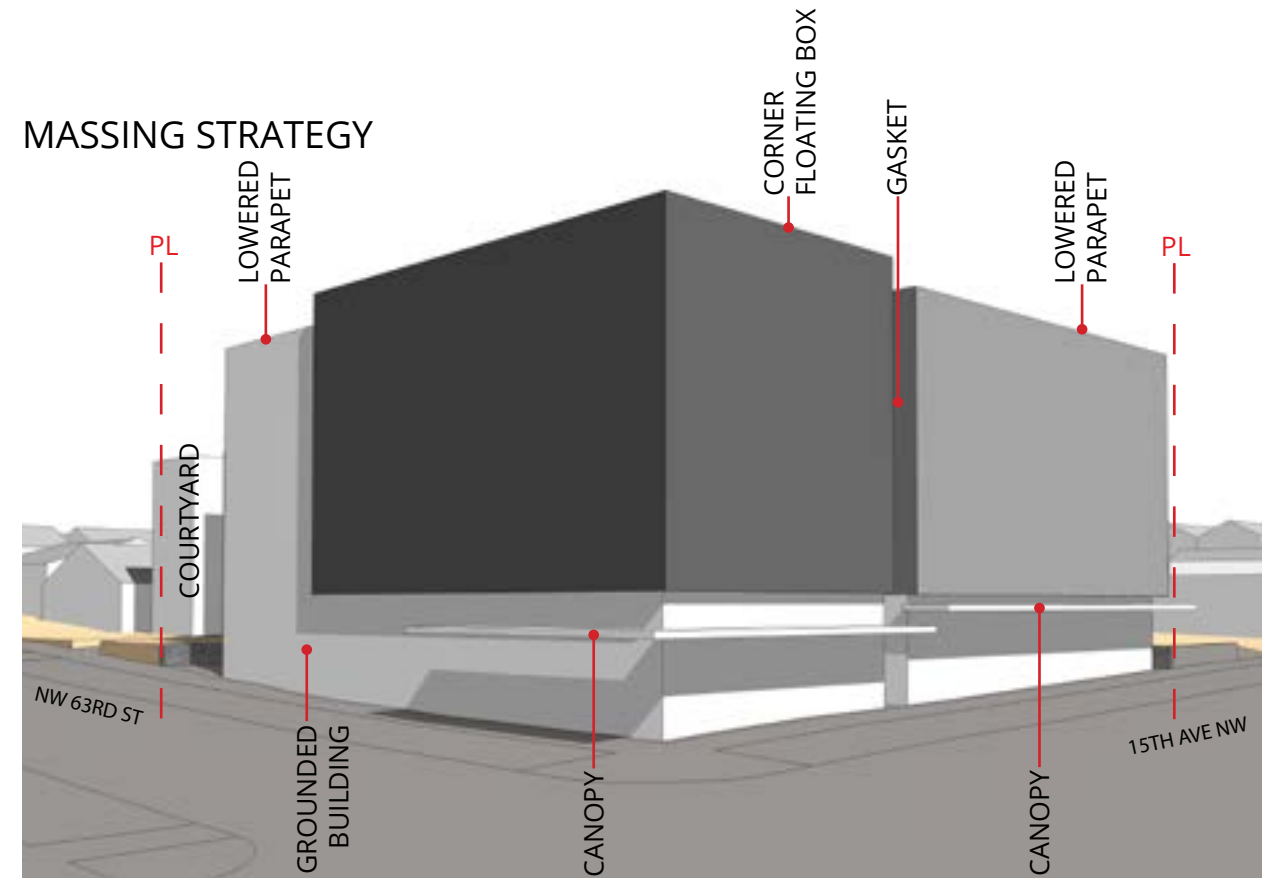 MASSING STRATEGY
CORNER
FLOATING BOX
GASKET
LOWERED
PARAPET
LOWERED
PARAPET
PL
PL
COURTYARD
NW 63RD ST
15TH AVE NW
GROUNDED
BUILDING
CANOPY
CANOPY